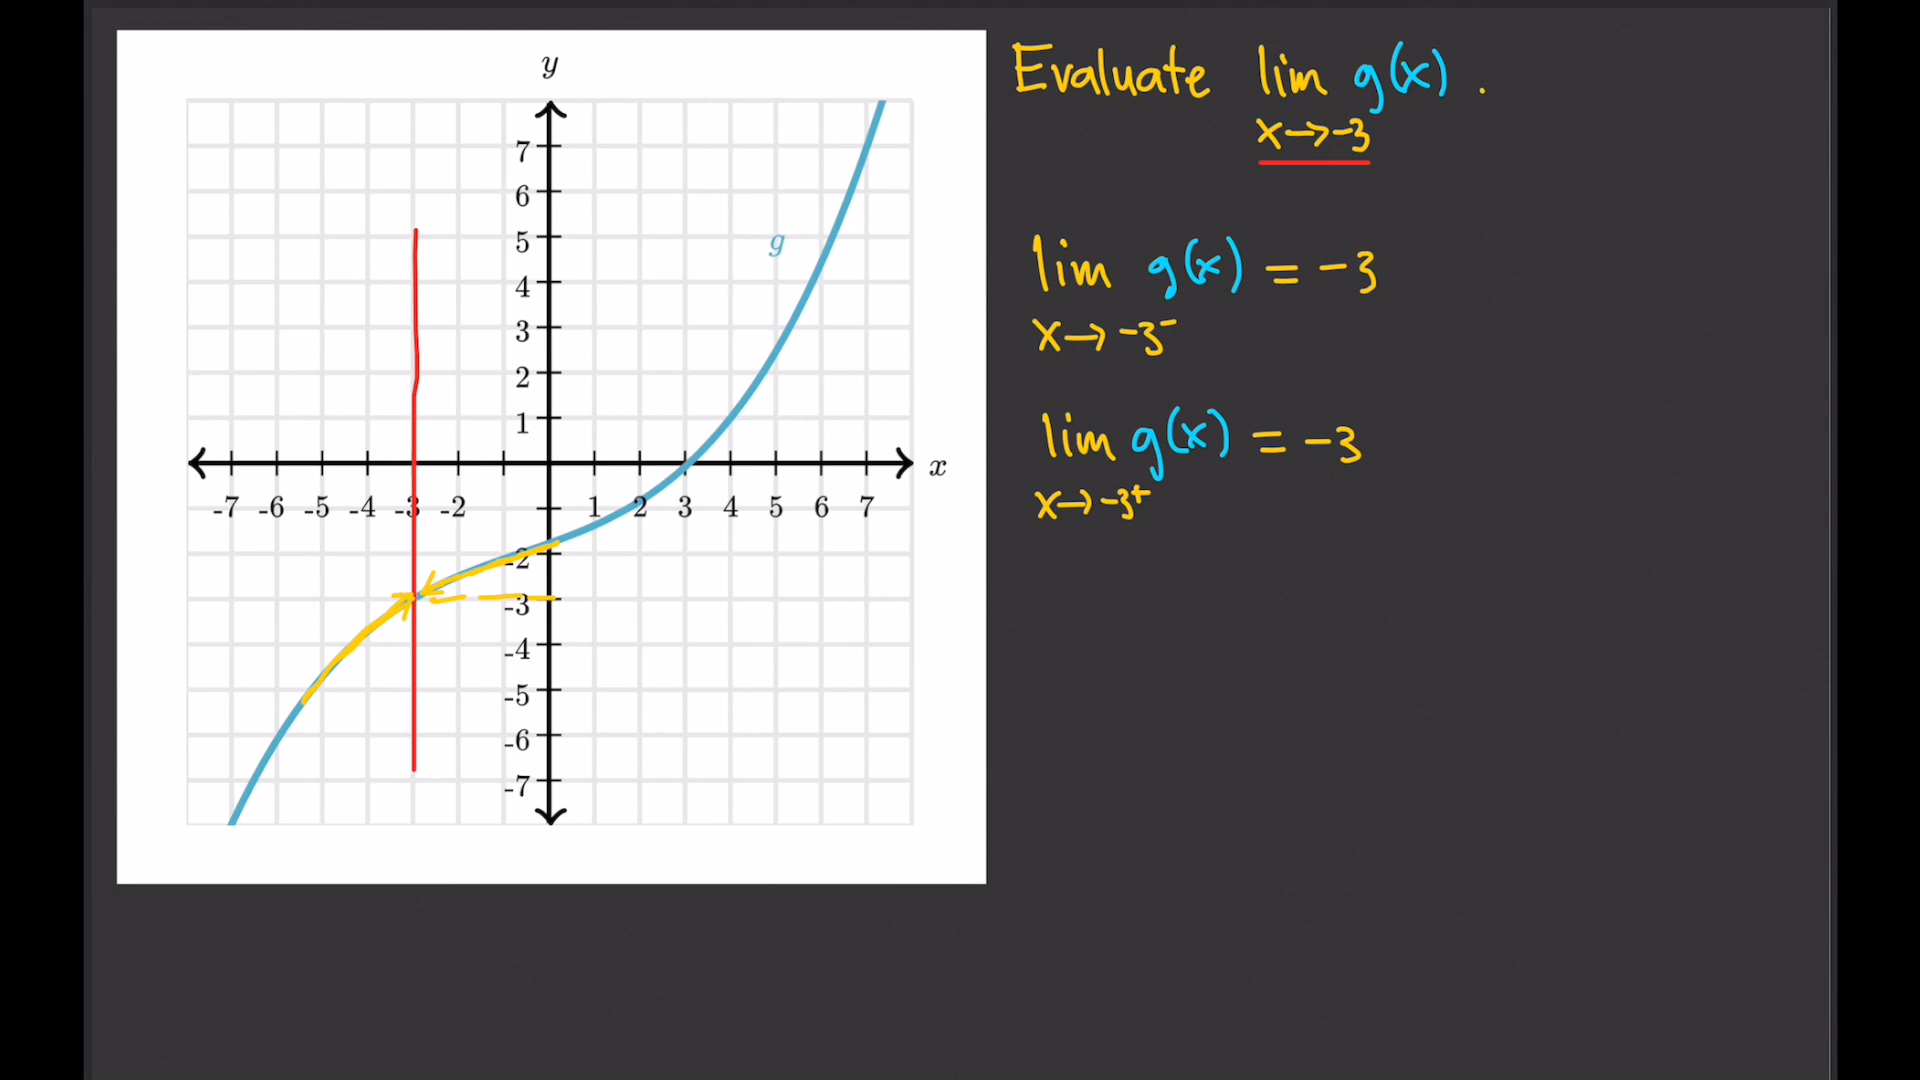 y
Evaluate lim g(x) .
x→-3
7
6
5
4
3
2
1
g
x
-7 -6 -5 -4 -3 -2 1 2 3 4 5 6 7
-2
-3
-4
-5
-6
-7
lim g(x) = -3
x→-3⁻
lim g(x) = -3
x→-3⁺